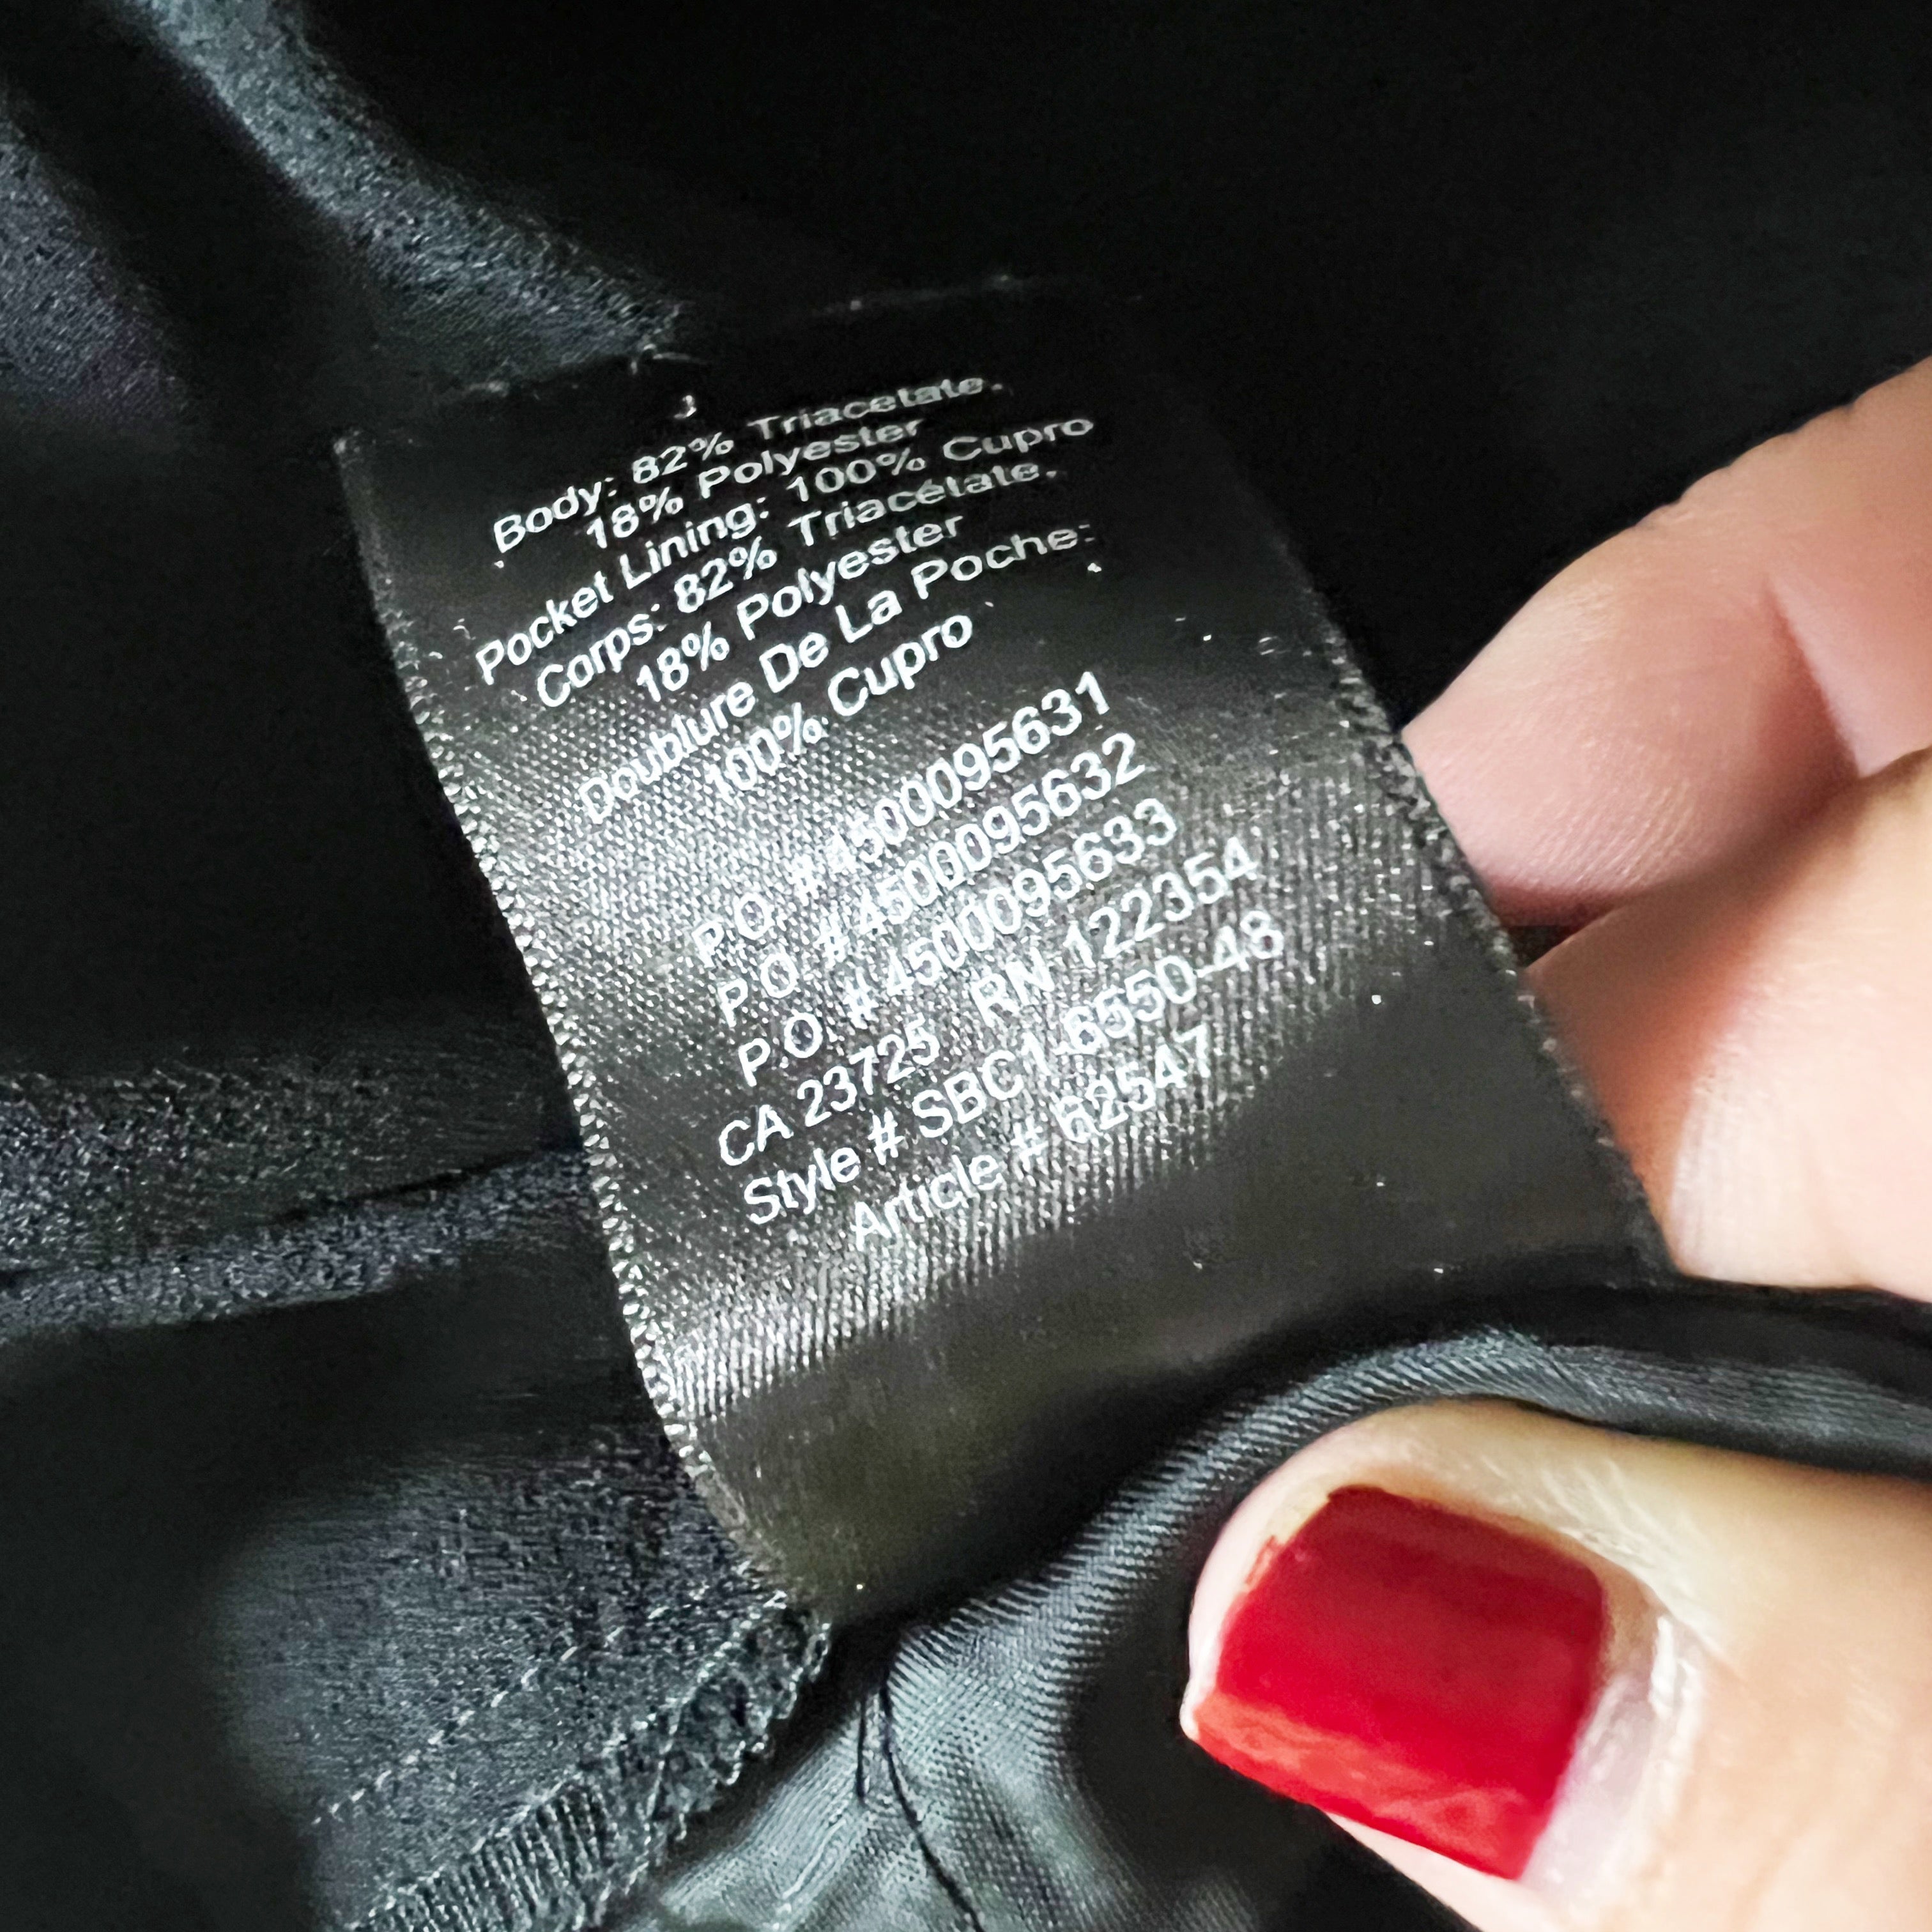 Body: 82% Triacetate.
18% Polyester
Pocket Lining: 100% Cupro
Corps: 82% Triacétate.
18% Polyester
Doublure De La Poche:
100% Cupro
P.O. #4500095631
P.O. #4500095632
P.O. #4500095633
CA 23725 RN 122354
Style # SBC1-6550-48
Article # 62547